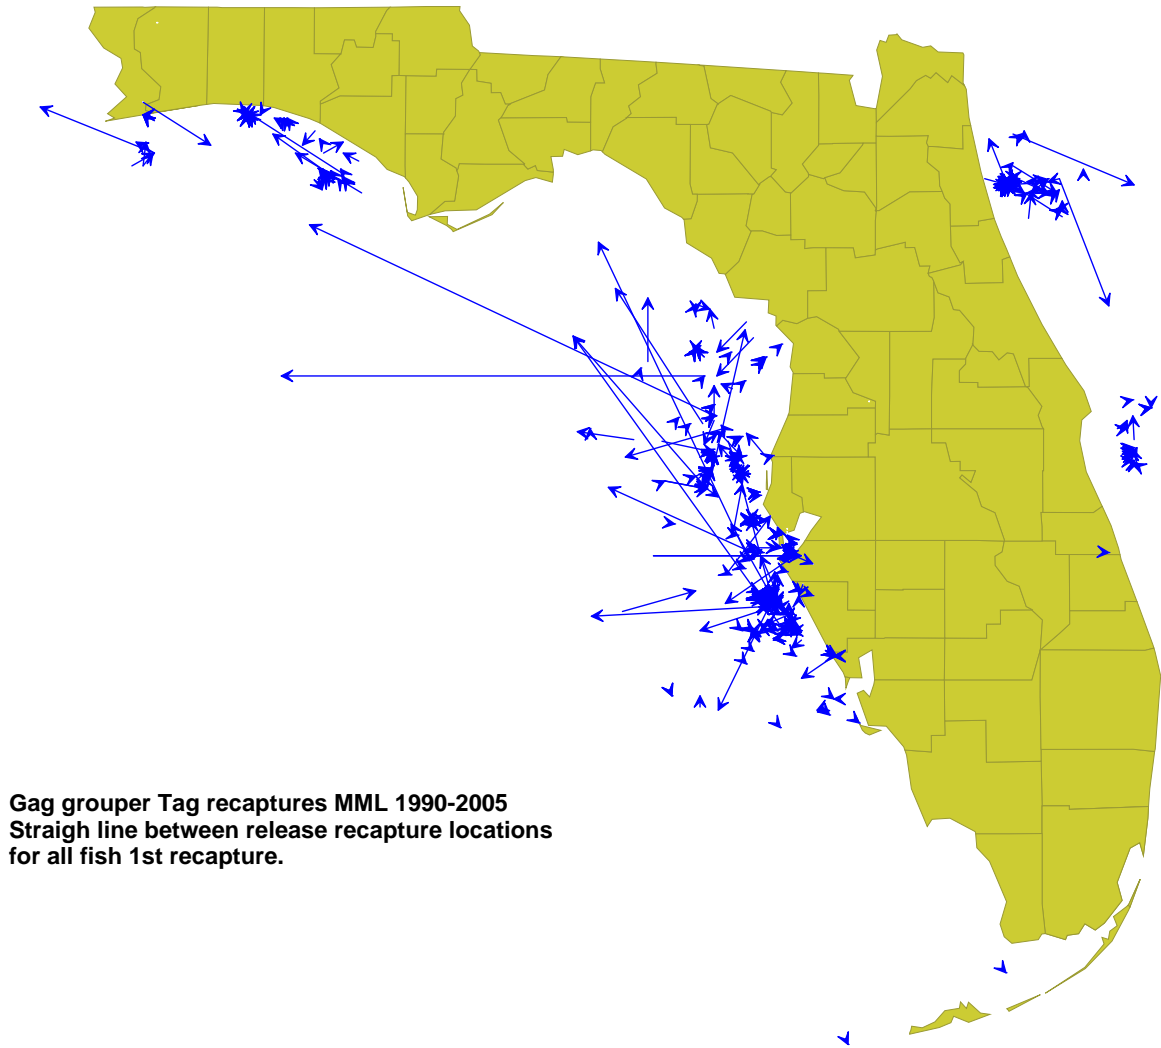 Gag grouper Tag recaptures MML 1990-2005
Straigh line between release recapture locations
for all fish 1st recapture.